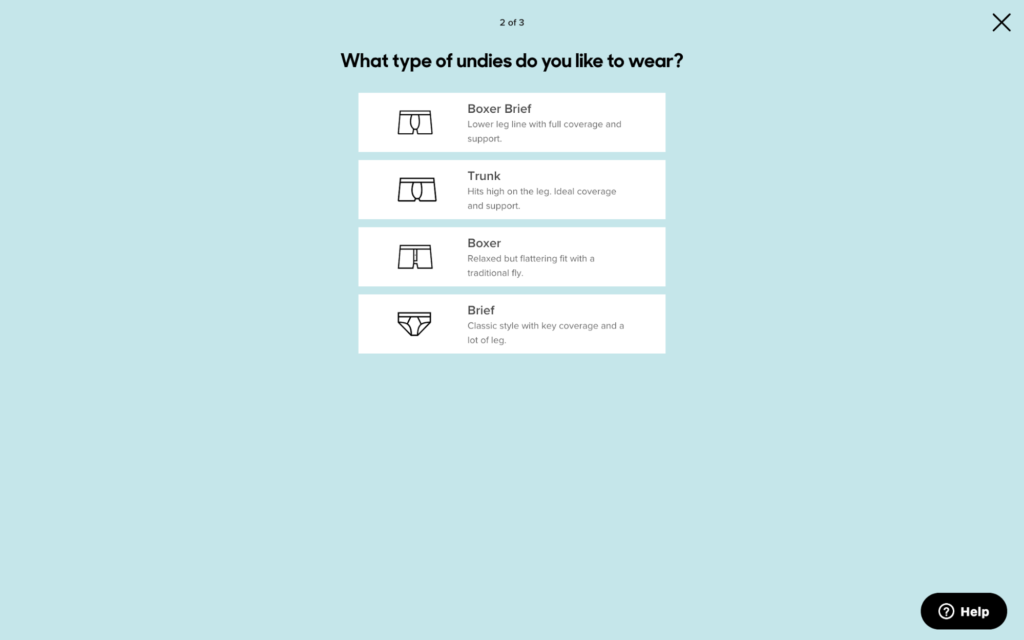 2 of 3
What type of undies do you like to wear?
Boxer Brief
Lower leg line with full coverage and
support.
Trunk
Hits high on the leg. Ideal coverage
and support.
Boxer
Relaxed but flattering fit with a
traditional fly.
Brief
Classic style with key coverage and a
lot of leg.
Help